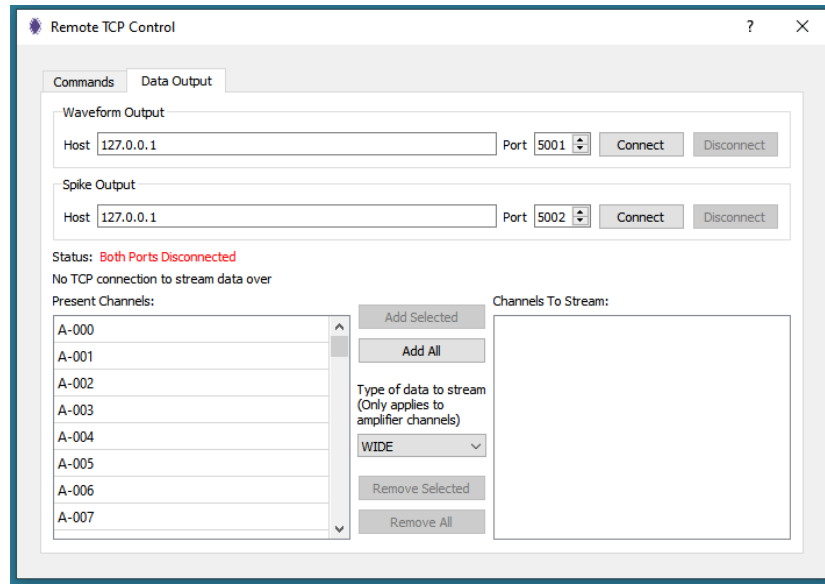 Remote TCP Control
?
Commands
Data Output
Waveform Output
Host 127.0.0.1 Port 5001 Connect Disconnect
Spike Output
Host 127.0.0.1 Port 5002 Connect Disconnect
Status: Both Ports Disconnected
No TCP connection to stream data over
Present Channels:
A-000
A-001
A-002
A-003
A-004
A-005
A-006
A-007
Add Selected
Add All
Type of data to stream
(Only applies to
amplifier channels)
WIDE
Remove Selected
Remove All
Channels To Stream: